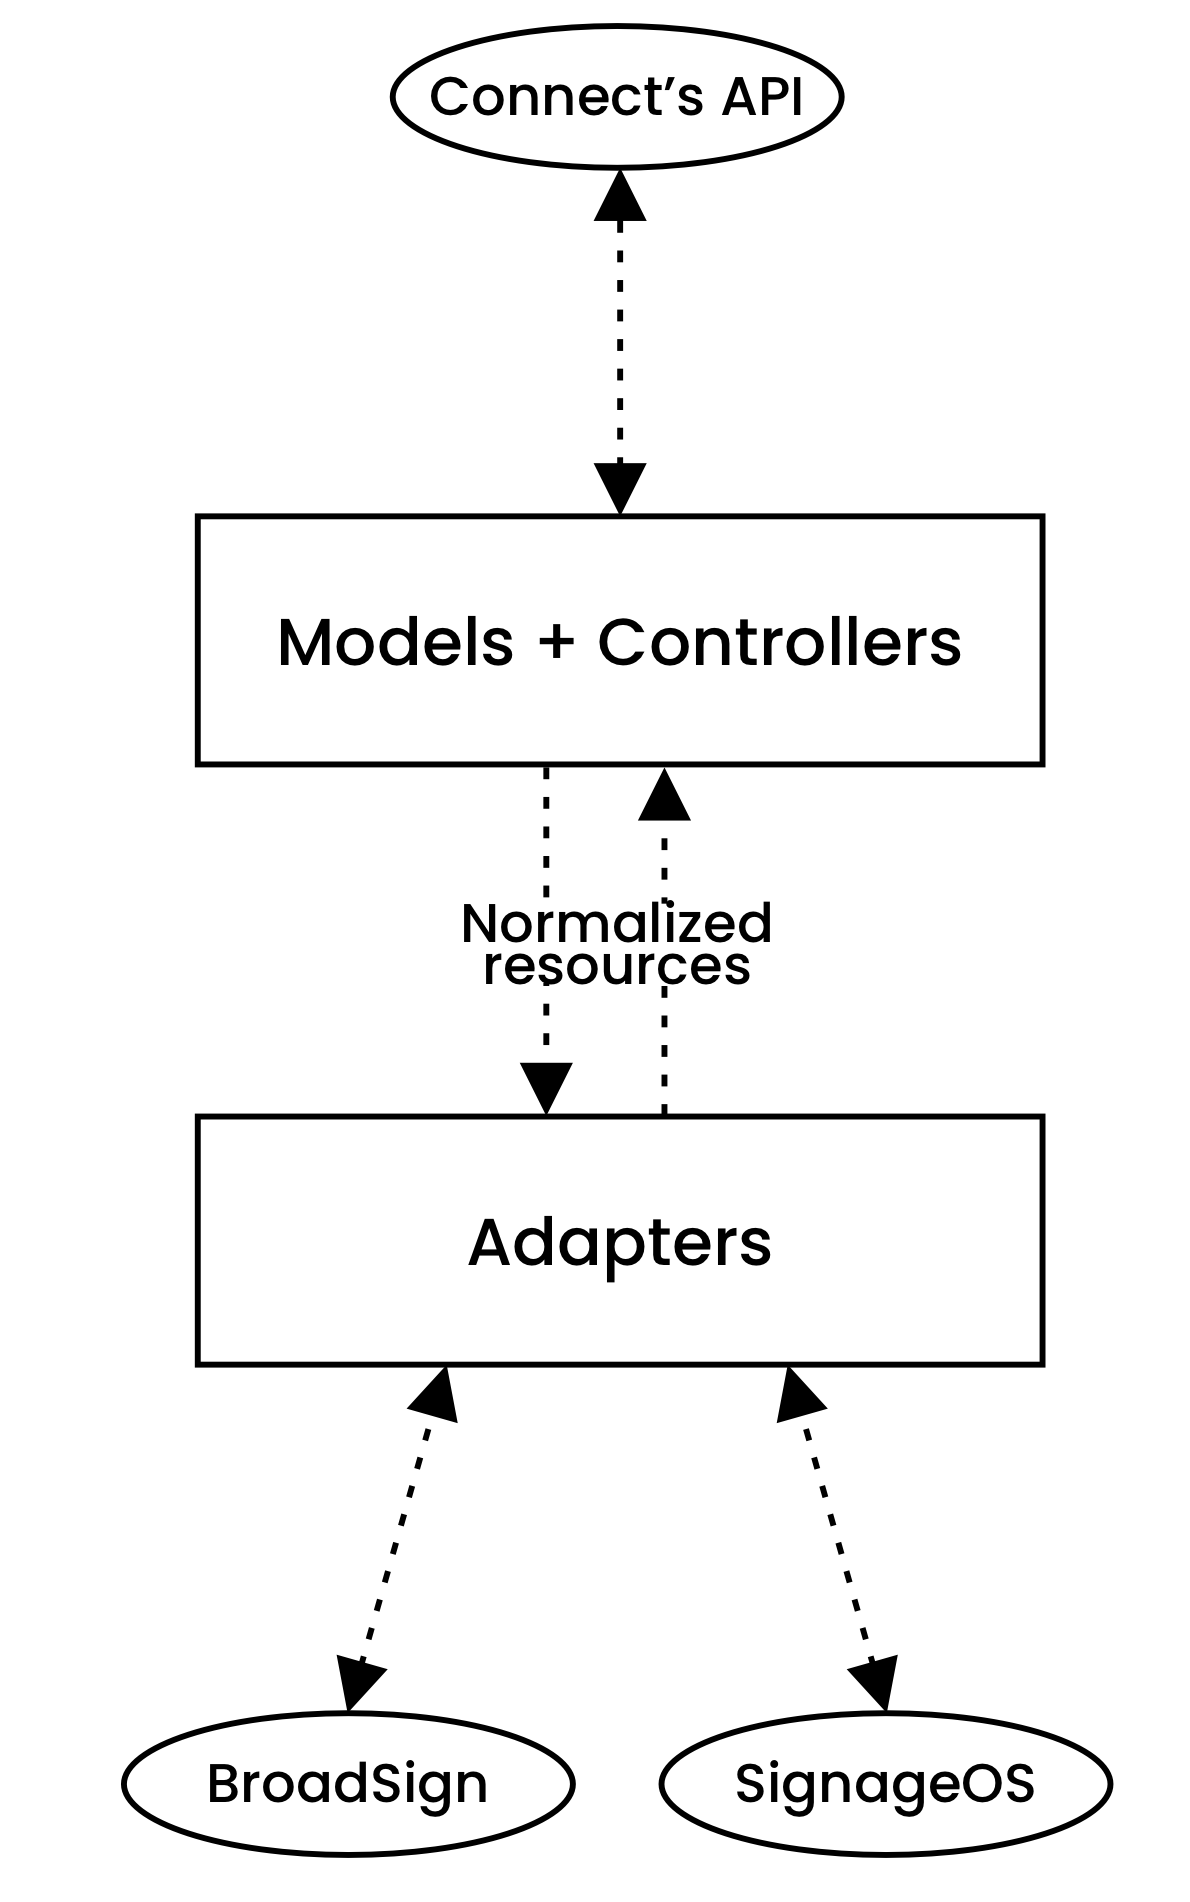 Connect’s API
Models + Controllers
Normalized
resources
Adapters
BroadSign
SignageOS